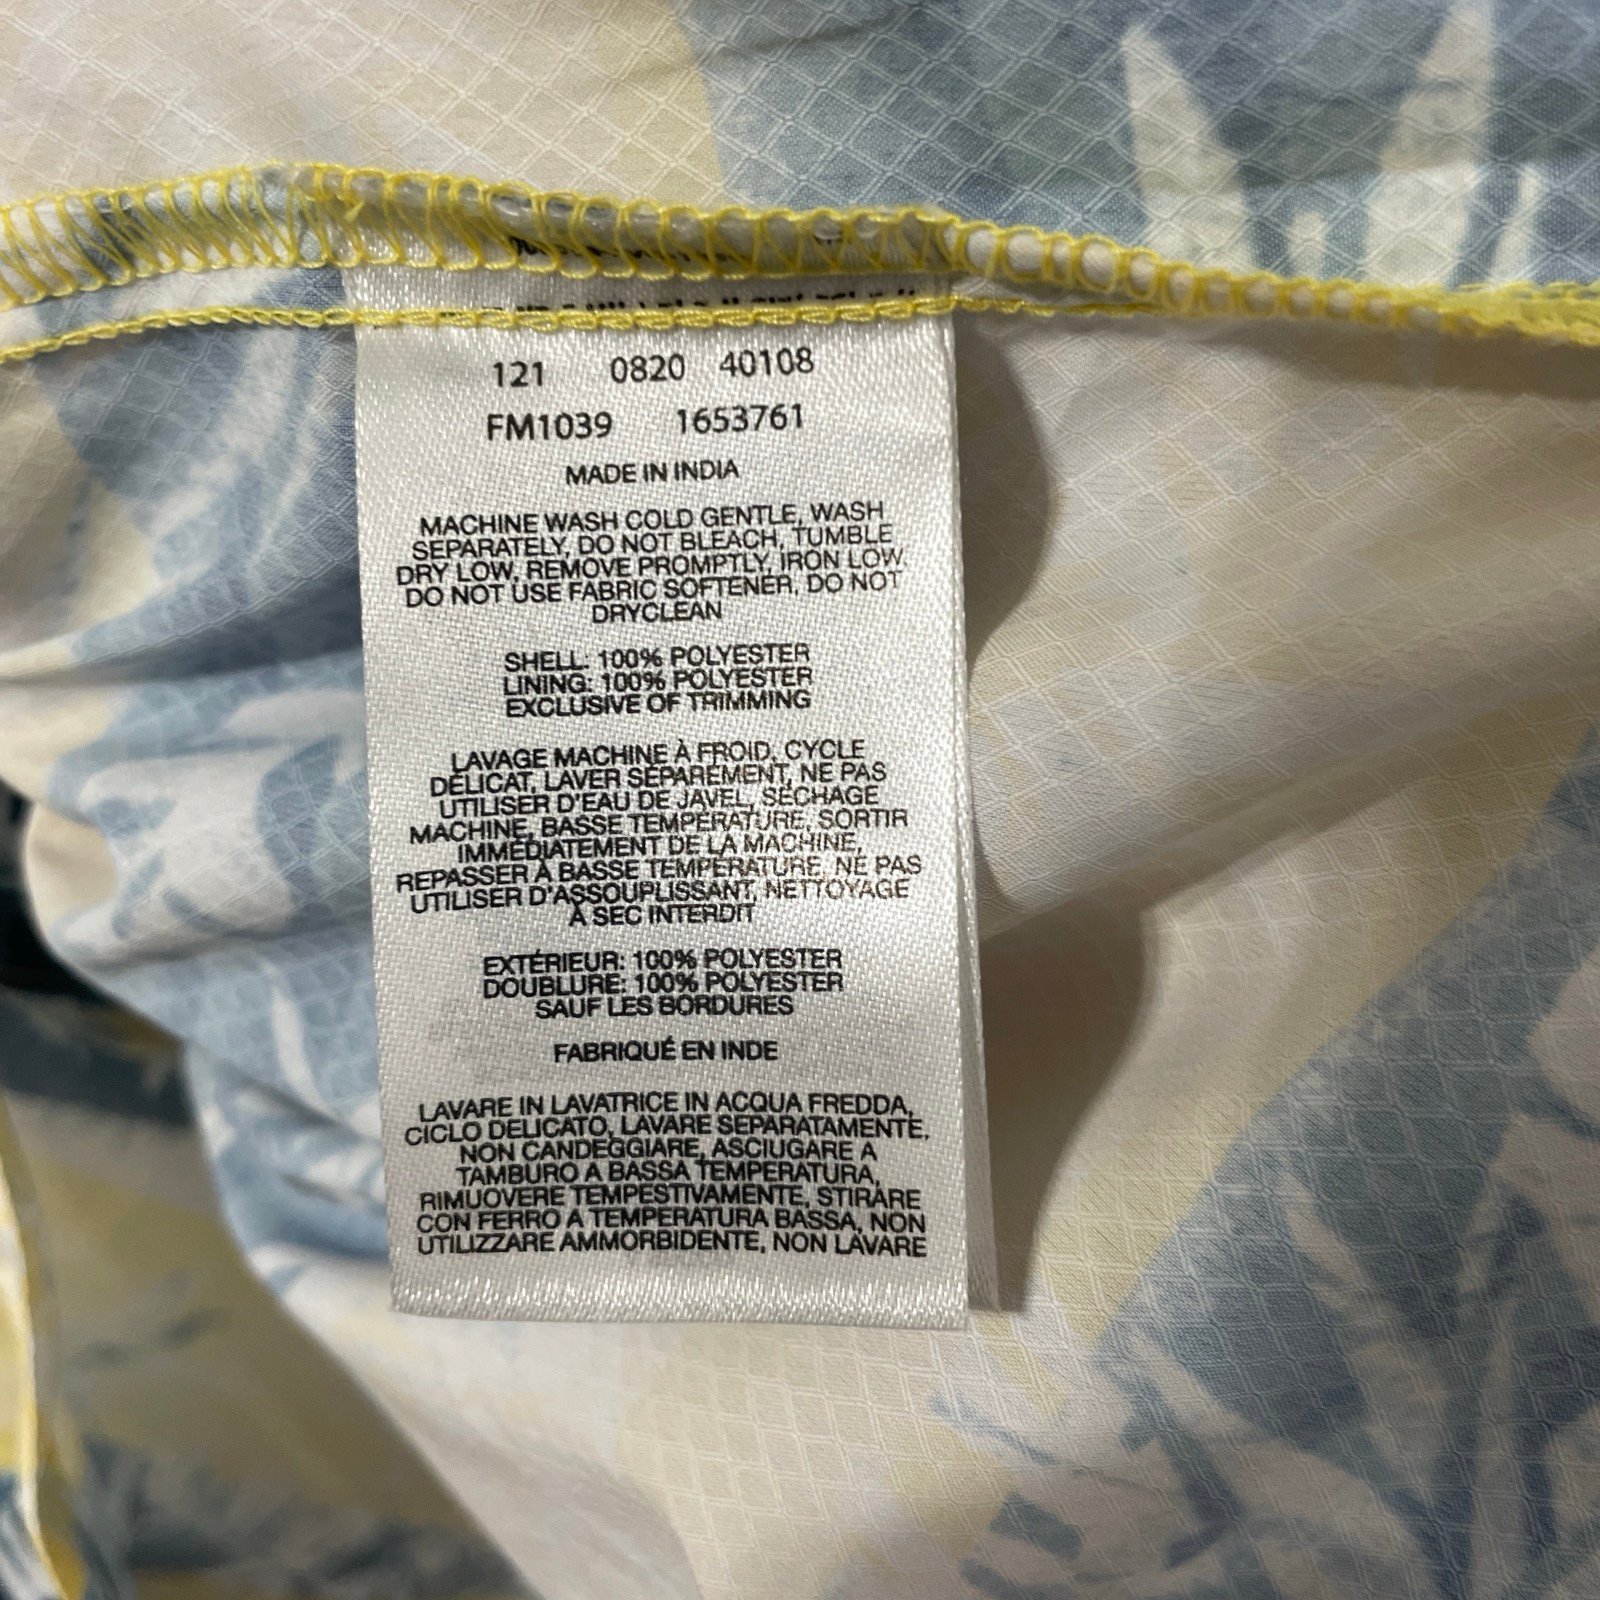 121 0820 40108
FM1039 1653761
MADE IN INDIA
MACHINE WASH COLD GENTLE, WASH
SEPARATELY, DO NOT BLEACH, TUMBLE
DRY LOW, REMOVE PROMPTLY, IRON LOW.
DO NOT USE FABRIC SOFTENER, DO NOT
DRYCLEAN
SHELL: 100% POLYESTER
LINING: 100% POLYESTER
EXCLUSIVE OF TRIMMING
LAVAGE MACHINE À FROID, CYCLE
DÉLICAT, LAVER SÉPARÉMENT, NE PAS
UTILISER D'EAU DE JAVEL, SÉCHAGE
MACHINE, BASSE TEMPÉRATURE, SORTIR
IMMÉDIATEMENT DE LA MACHINE,
REPASSER À BASSE TEMPÉRATURE, NE PAS
UTILISER D'ASSOUPLISSANT, NETTOYAGE
À SEC INTERDIT
EXTÉRIEUR: 100% POLYESTER
DOUBLURE: 100% POLYESTER
SAUF LES BORDURES
FABRIQUÉ EN INDE
LAVARE IN LAVATRICE IN ACQUA FREDDA,
CICLO DELICATO, LAVARE SEPARATAMENTE,
NON CANDEGGIARE, ASCIUGARE A
TAMBURO A BASSA TEMPERATURA,
RIMUOVERE TEMPESTIVAMENTE, STIRARE
CON FERRO A TEMPERATURA BASSA, NON
UTILIZZARE AMMORBIDENTE, NON LAVARE